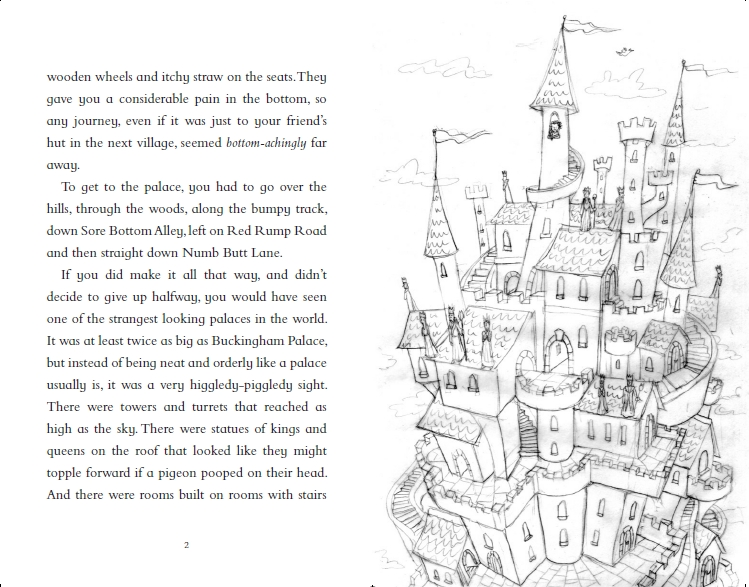 wooden wheels and itchy straw on the seats. They
gave you a considerable pain in the bottom, so
any journey, even if it was just to your friend’s
hut in the next village, seemed bottom-achingly far
away.
To get to the palace, you had to go over the
hills, through the woods, along the bumpy track,
down Sore Bottom Alley, left on Red Rump Road
and then straight down Numb Butt Lane.
If you did make it all that way, and didn’t
decide to give up halfway, you would have seen
one of the strangest looking palaces in the world.
It was at least twice as big as Buckingham Palace,
but instead of being neat and orderly like a palace
usually is, it was a very higgledy-piggledy sight.
There were towers and turrets that reached as
high as the sky. There were statues of kings and
queens on the roof that looked like they might
topple forward if a pigeon pooped on their head.
And there were rooms built on rooms with stairs
2